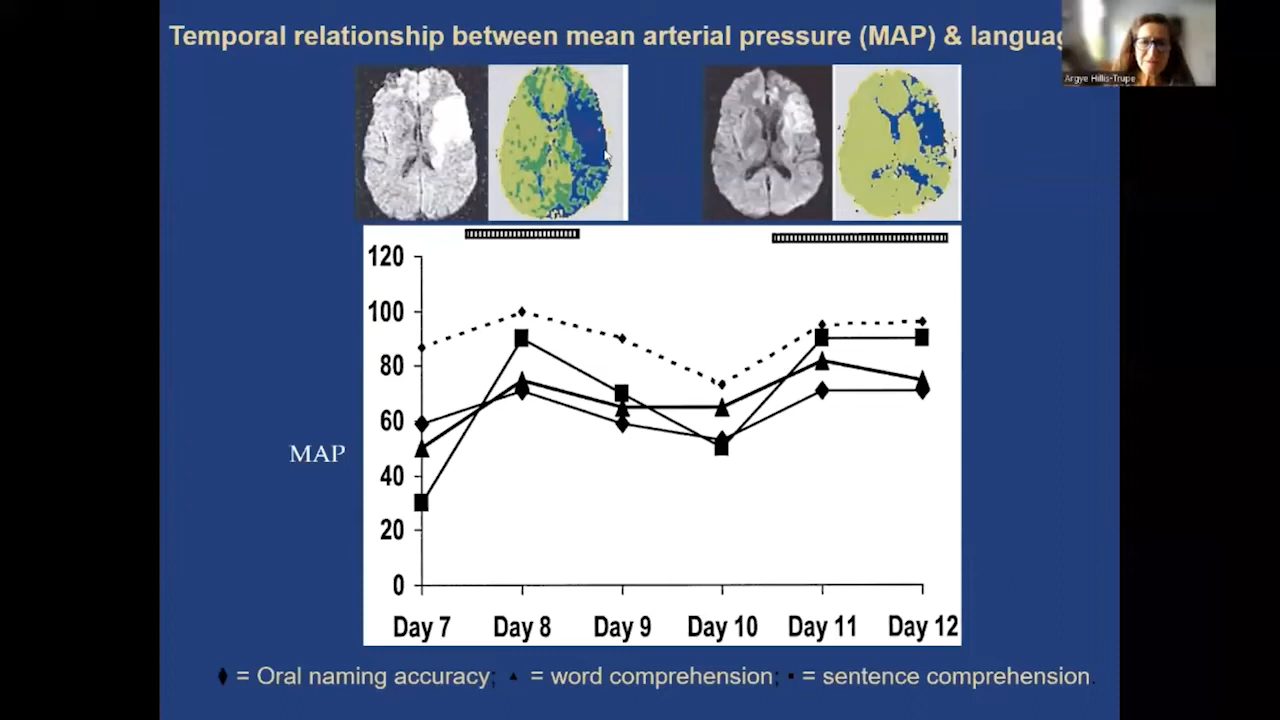 Temporal relationship between mean arterial pressure (MAP) &
Argye Hillis-Trupe
120
100
80
60
40
20
0
MAP
Day 7 Day 8 Day 9 Day 10 Day 11 Day 12
= Oral naming accuracy; = word comprehension; = sentence comprehension.